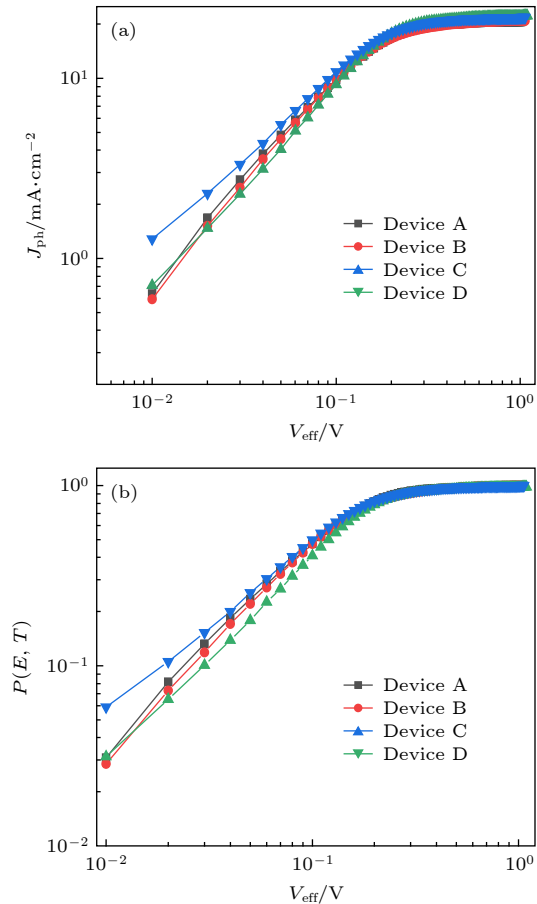 (a)
10¹
10⁰
J_ph/mA·cm⁻²
Device A
Device B
Device C
Device D
10⁻² 10⁻¹ 10⁰
V_eff/V
(b)
10⁰
10⁻¹
10⁻²
P(E, T)
Device A
Device B
Device C
Device D
10⁻² 10⁻¹ 10⁰
V_eff/V